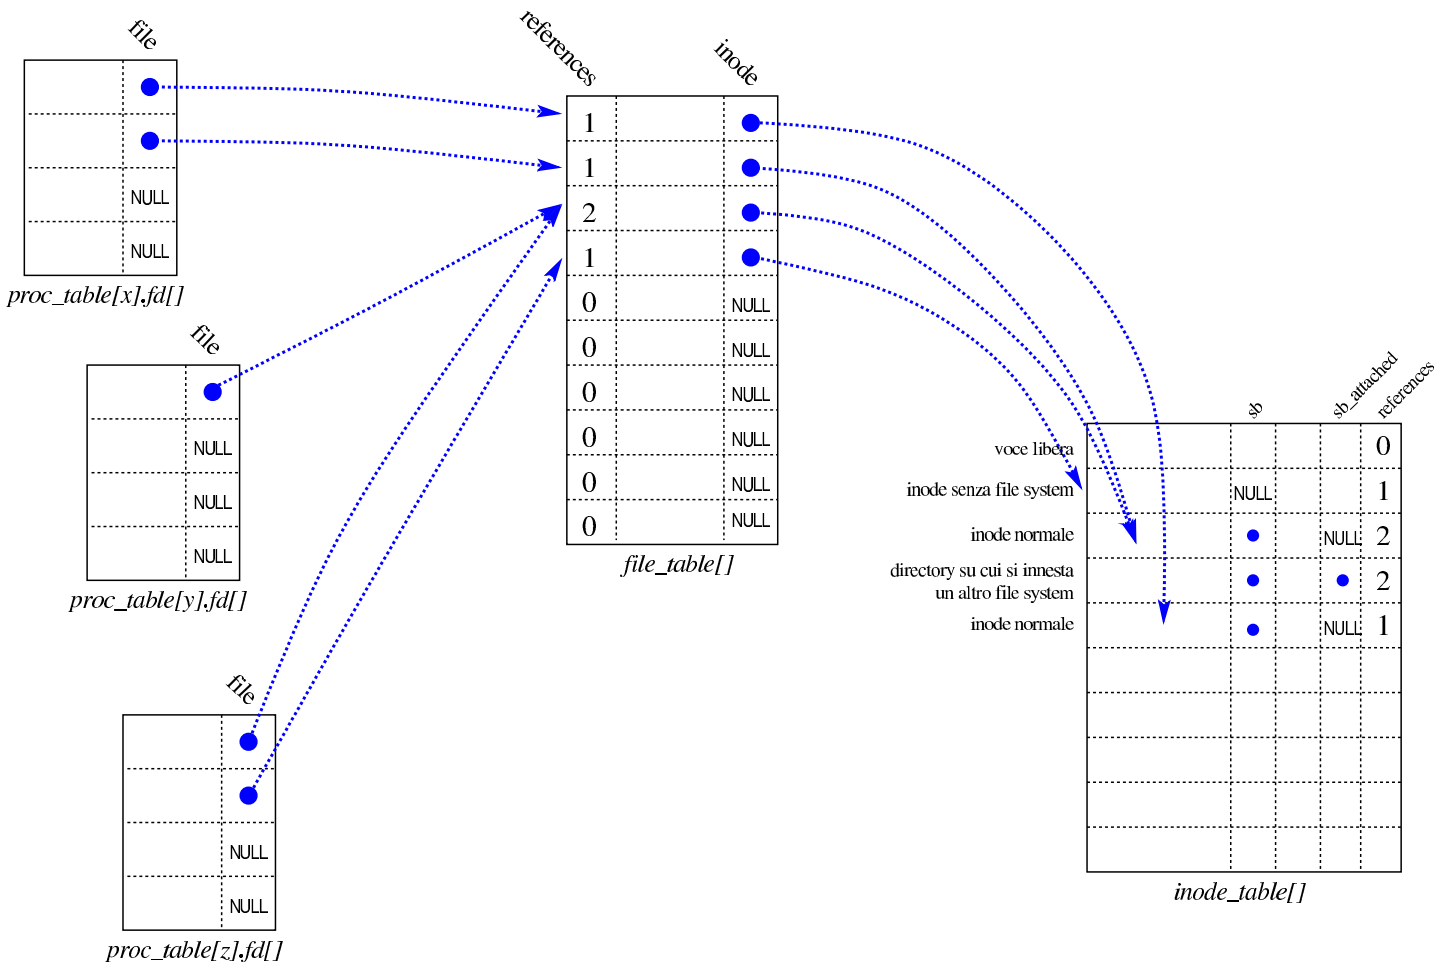 file
NULL
NULL
proc_table[x].fd[]
file
NULL
NULL
NULL
proc_table[y].fd[]
file
NULL
NULL
proc_table[z].fd[]
references
inode
1
1
2
1
0 NULL
0 NULL
0 NULL
0 NULL
0 NULL
0 NULL
file_table[]
sb
sb_attached
references
voce libera 0
inode senza file system NULL 1
inode normale NULL 2
directory su cui si innesta
un altro file system 2
inode normale NULL 1
inode_table[]